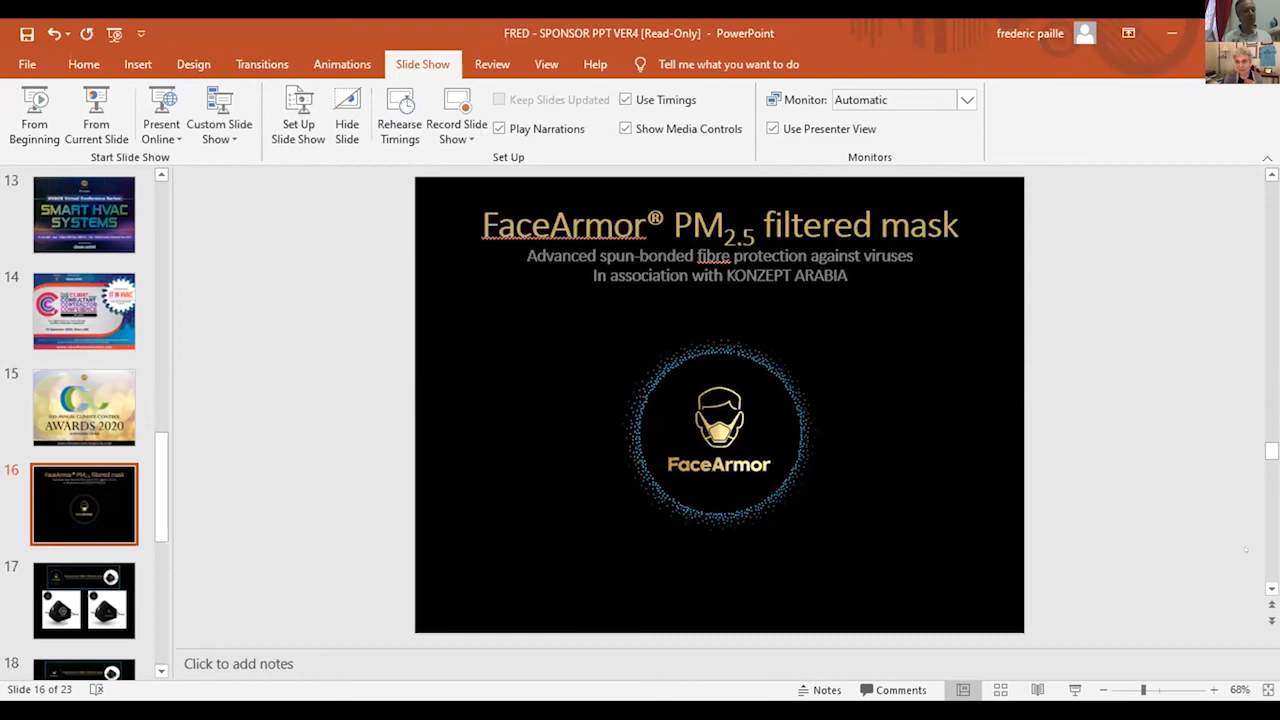 FRED - SPONSOR PPT VER4 [Read-Only] - PowerPoint
frederic paille
File Home Insert Design Transitions Animations Slide Show Review View Help Tell me what you want to do
From Beginning
From Current Slide
Present Online
Custom Slide Show
Set Up Slide Show
Hide Slide
Rehearse Timings
Record Slide Show
Keep Slides Updated
Play Narrations
Use Timings
Show Media Controls
Monitor: Automatic
Use Presenter View
Start Slide Show
Set Up
Monitors
13
SMART HVAC
SYSTEMS
14
15
AWARDS 2020
16
FaceArmor® PM2.5 filtered mask
17
18
FaceArmor® PM2.5 filtered mask
Advanced spun-bonded fibre protection against viruses
In association with KONZEPT ARABIA
FaceArmor
Click to add notes
Slide 16 of 23
Notes
Comments
68%